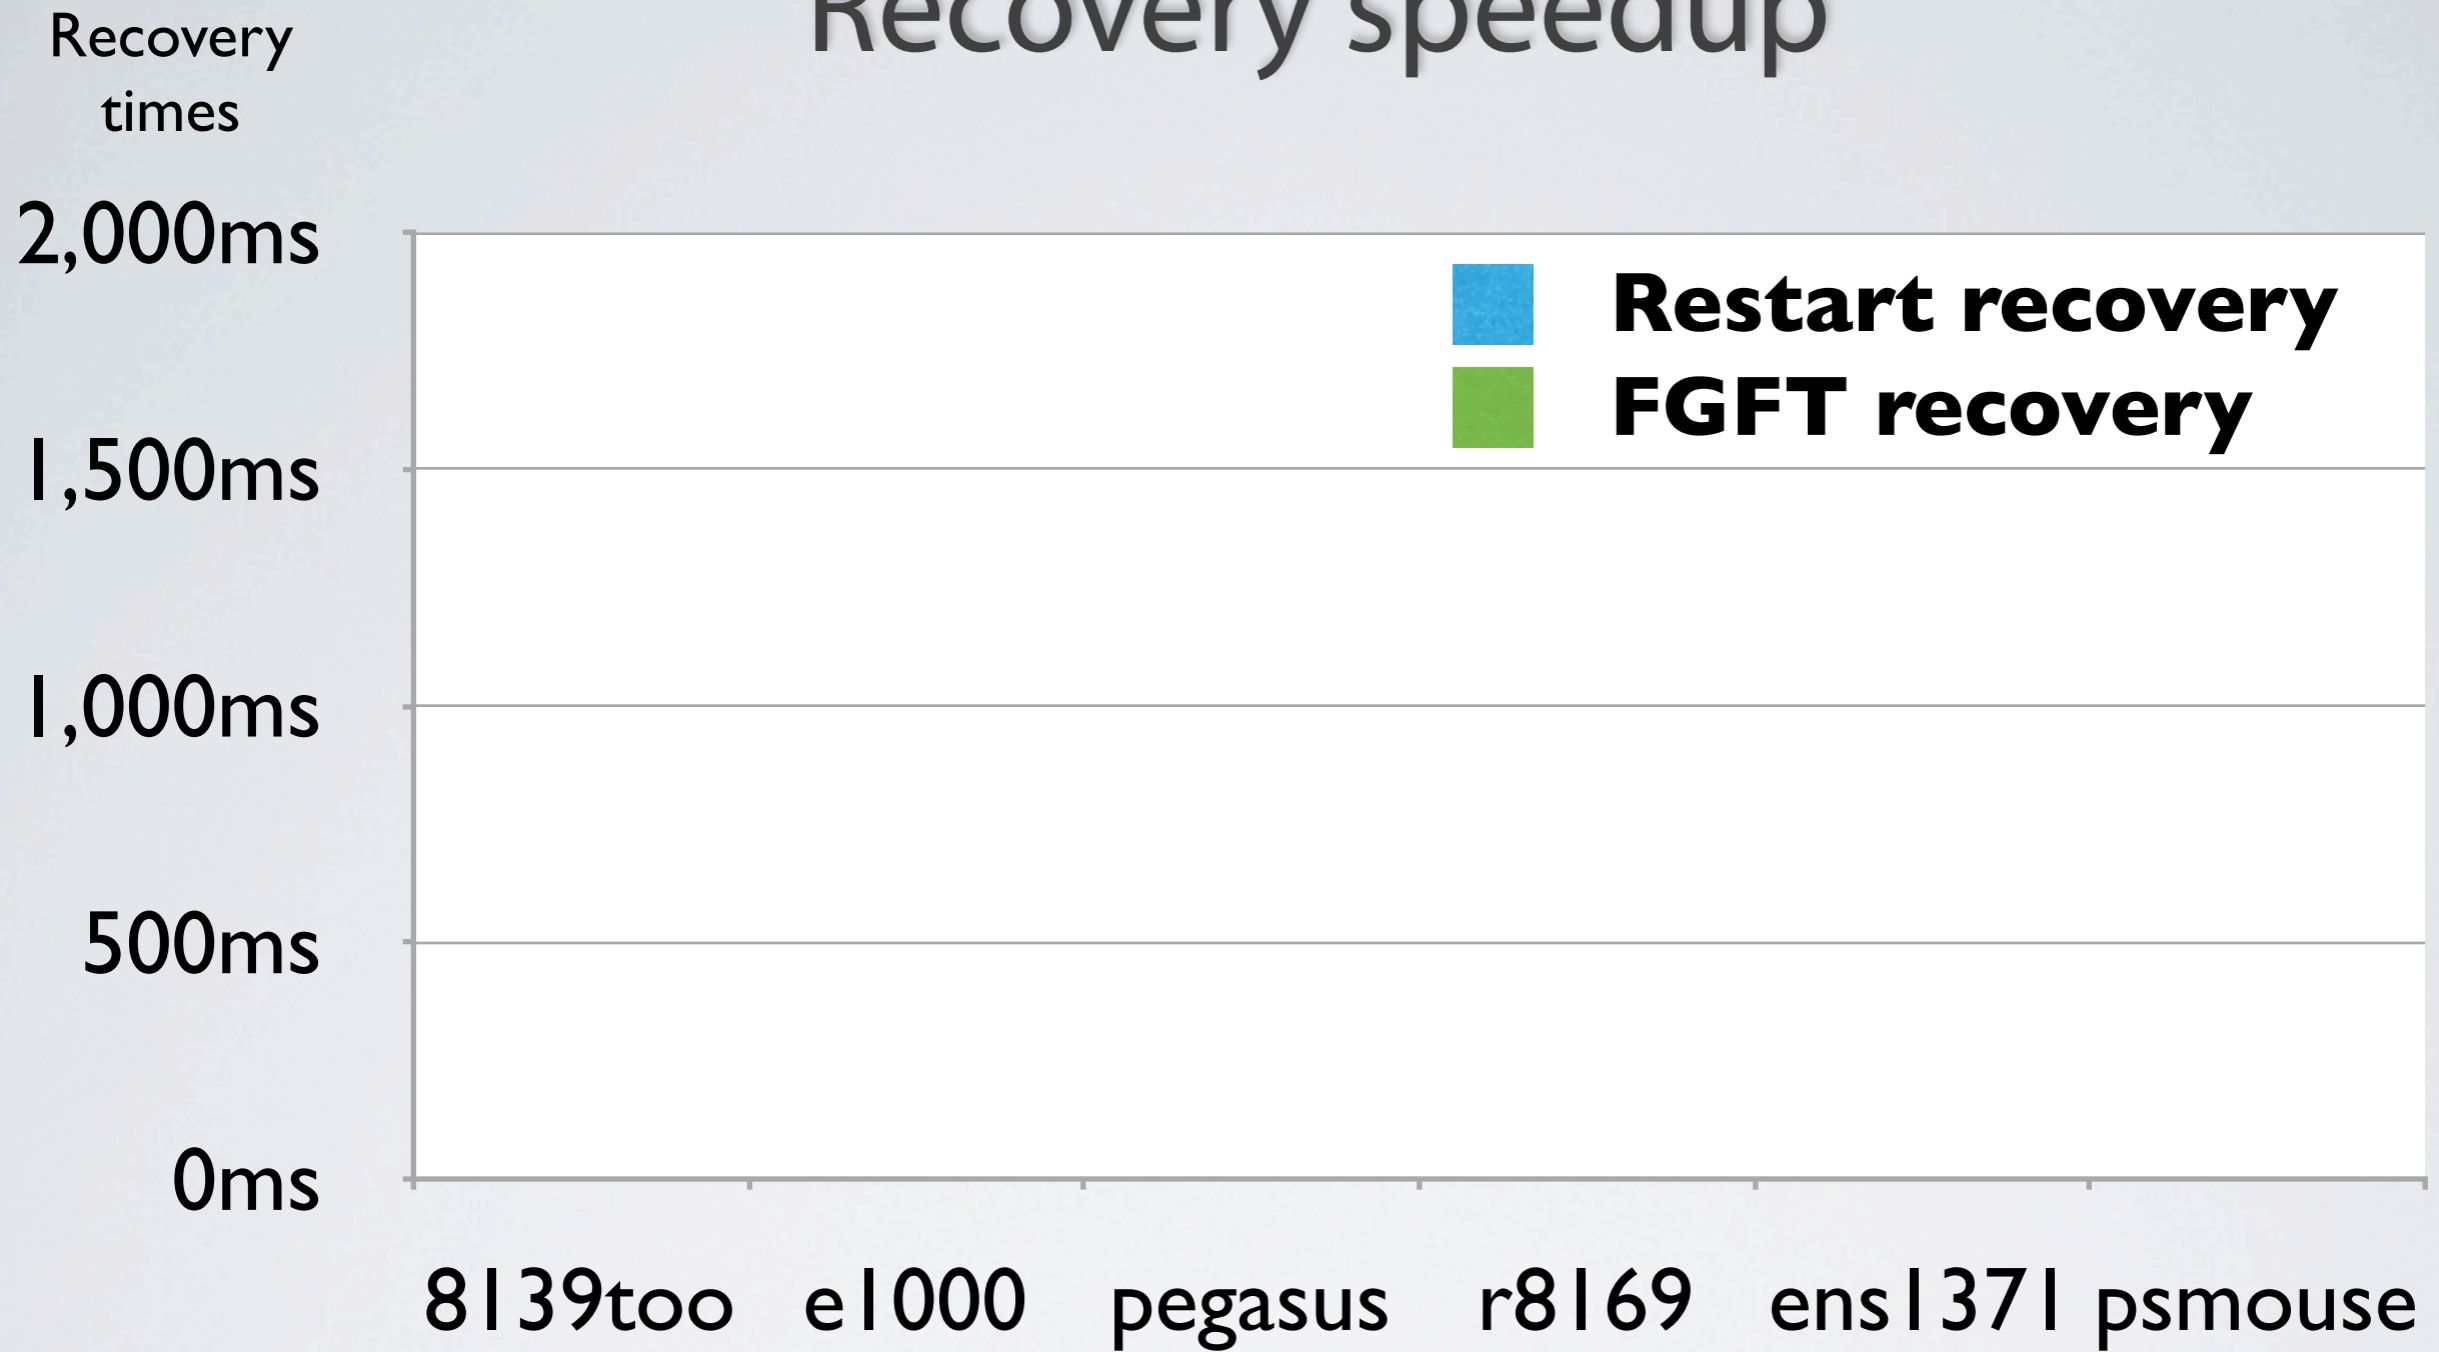 Recovery speedup
Recovery
times
2,000ms
Restart recovery
FGFT recovery
1,500ms
1,000ms
500ms
0ms
8139too e1000 pegasus r8169 ens1371 psmouse